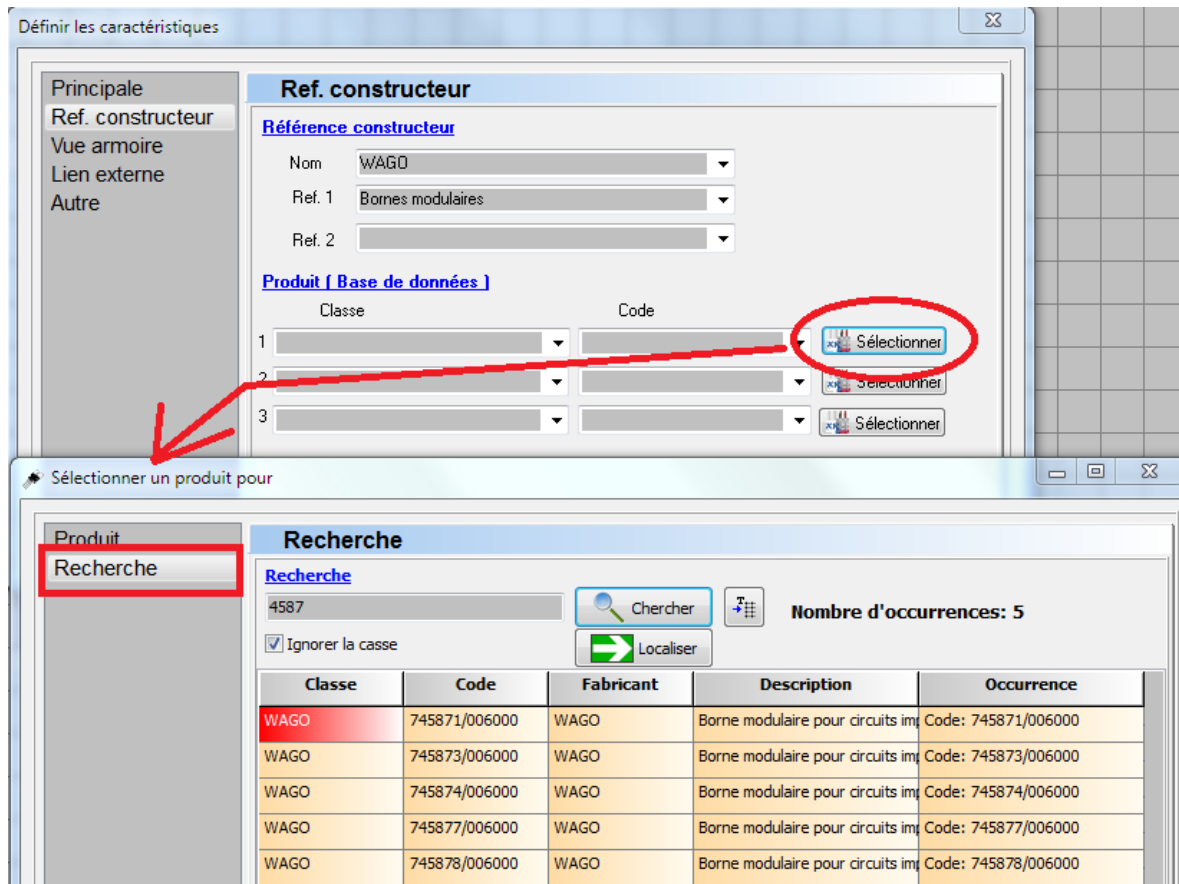 Définir les caractéristiques
Principale
Ref. constructeur
Vue armoire
Lien externe
Autre
Ref. constructeur
Référence constructeur
Nom WAGO
Ref. 1 Bornes modulaires
Ref. 2
Produit ( Base de données )
Classe Code
1 Sélectionner
2 Sélectionner
3 Sélectionner
Sélectionner un produit pour
Produit
Recherche
Recherche
Recherche
4587 Chercher Nombre d'occurrences: 5
Ignorer la casse Localiser
Classe Code Fabricant Description Occurrence
WAGO 745871/006000 WAGO Borne modulaire pour circuits im Code: 745871/006000
WAGO 745873/006000 WAGO Borne modulaire pour circuits im Code: 745873/006000
WAGO 745874/006000 WAGO Borne modulaire pour circuits im Code: 745874/006000
WAGO 745877/006000 WAGO Borne modulaire pour circuits im Code: 745877/006000
WAGO 745878/006000 WAGO Borne modulaire pour circuits im Code: 745878/006000